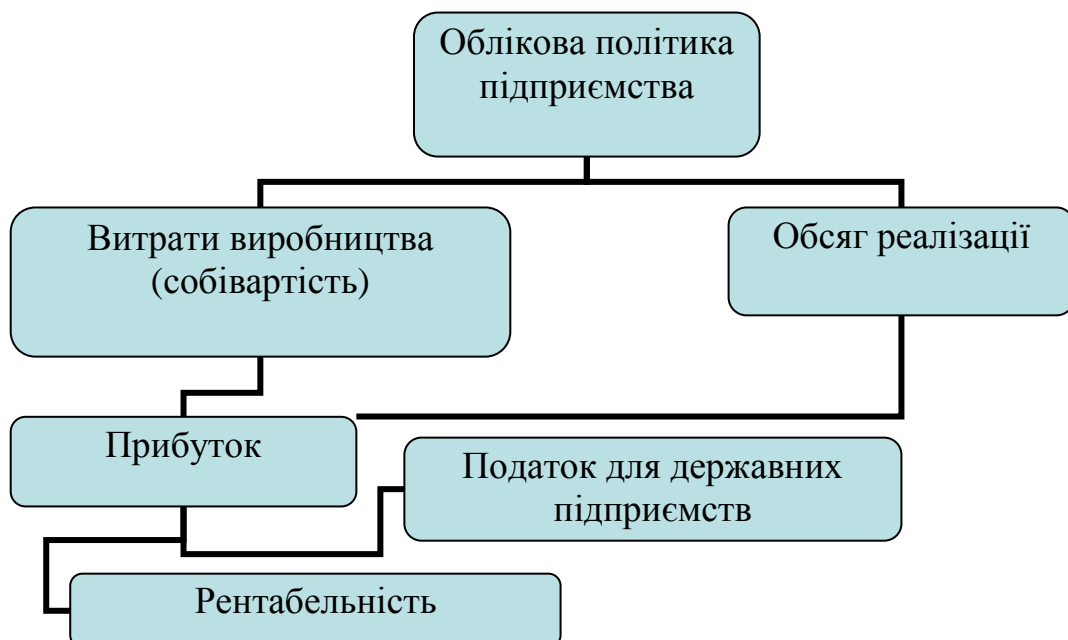 Облікова політика
підприємства
Витрати виробництва
(собівартість)
Обсяг реалізації
Прибуток
Податок для державних
підприємств
Рентабельність